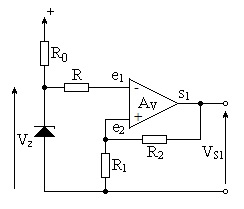 +
R₀
R
e₁
s₁
-
Av
+
e₂
Vz
R₂
VS1
R₁